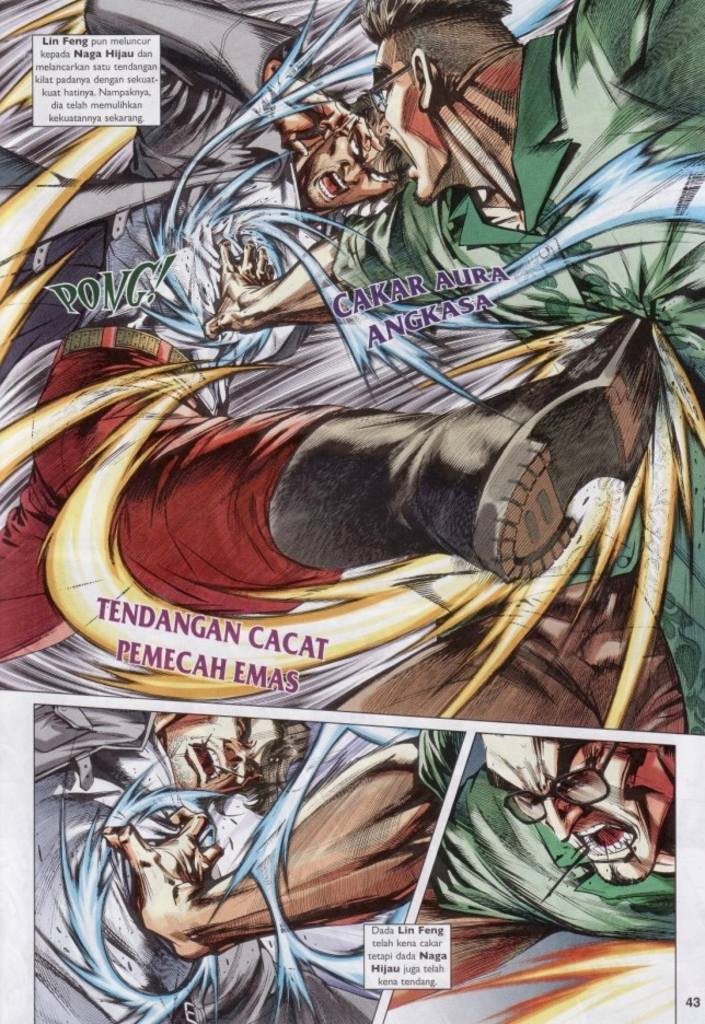 Lin Feng pun meluncur
kepada Naga Hijau dan
melancarkan satu tendangan
kilat padanya dengan sekuat-
kuat hatinya. Nampaknya,
dia telah memulihkan
kekuatannya sekarang.
PONG!
CAKAR AURA
ANGKASA
TENDANGAN CACAT
PEMECAH EMAS
Dada Lin Feng
telah kena cakar
tetapi dada Naga
Hijau juga telah
kena tendang.
43